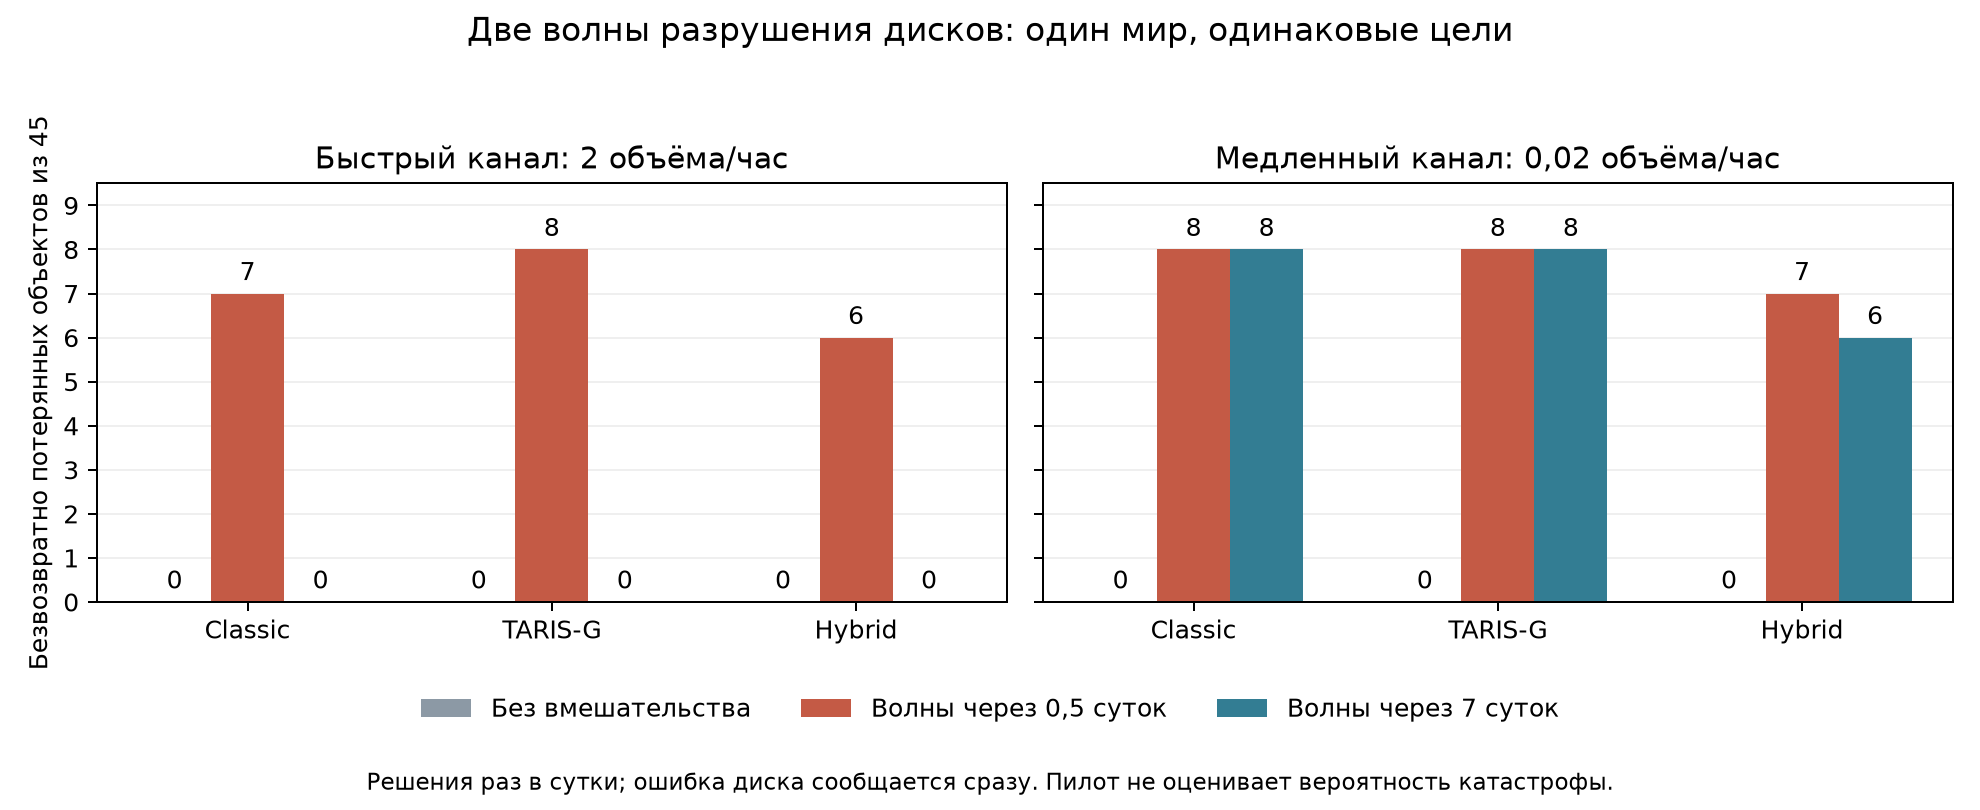 Две волны разрушения дисков: один мир, одинаковые цели
Безвозвратно потерянных объектов из 45
Быстрый канал: 2 объёма/час
9
8
7
6
5
4
3
2
1
0
0
7
0
0
8
0
0
6
0
Classic
TARIS-G
Hybrid
Медленный канал: 0,02 объёма/час
0
8
8
0
8
8
0
7
6
Classic
TARIS-G
Hybrid
Без вмешательства
Волны через 0,5 суток
Волны через 7 суток
Решения раз в сутки; ошибка диска сообщается сразу. Пилот не оценивает вероятность катастрофы.